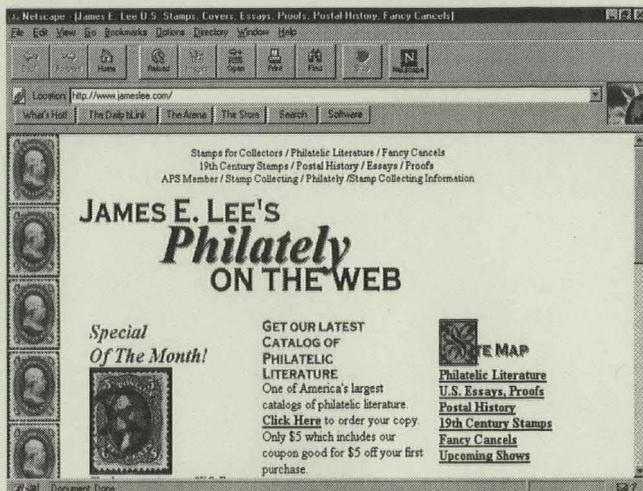 Netscape - [James E. Lee U.S. Stamps, Covers, Essays, Proofs, Postal History, Fancy Cancels]
File Edit View Go Bookmarks Options Directory Window Help
Home Reload Open Print Find Netscape
Location: http://www.jameslee.com/
What's Hot! The Daily bLink The Arena The Store Search Software
Stamps for Collectors / Philatelic Literature / Fancy Cancels
19th Century Stamps / Postal History / Essays / Proofs
APS Member / Stamp Collecting / Philately /Stamp Collecting Information
JAMES E. LEE'S
Philately
ON THE WEB
Special
Of The Month!
GET OUR LATEST
CATALOG OF
PHILATELIC
LITERATURE
One of America's largest
catalogs of philatelic literature.
Click Here to order your copy.
Only $5 which includes our
coupon good for $5 off your first
purchase.
SITE MAP
Philatelic Literature
U.S. Essays, Proofs
Postal History
19th Century Stamps
Fancy Cancels
Upcoming Shows
Document: Done